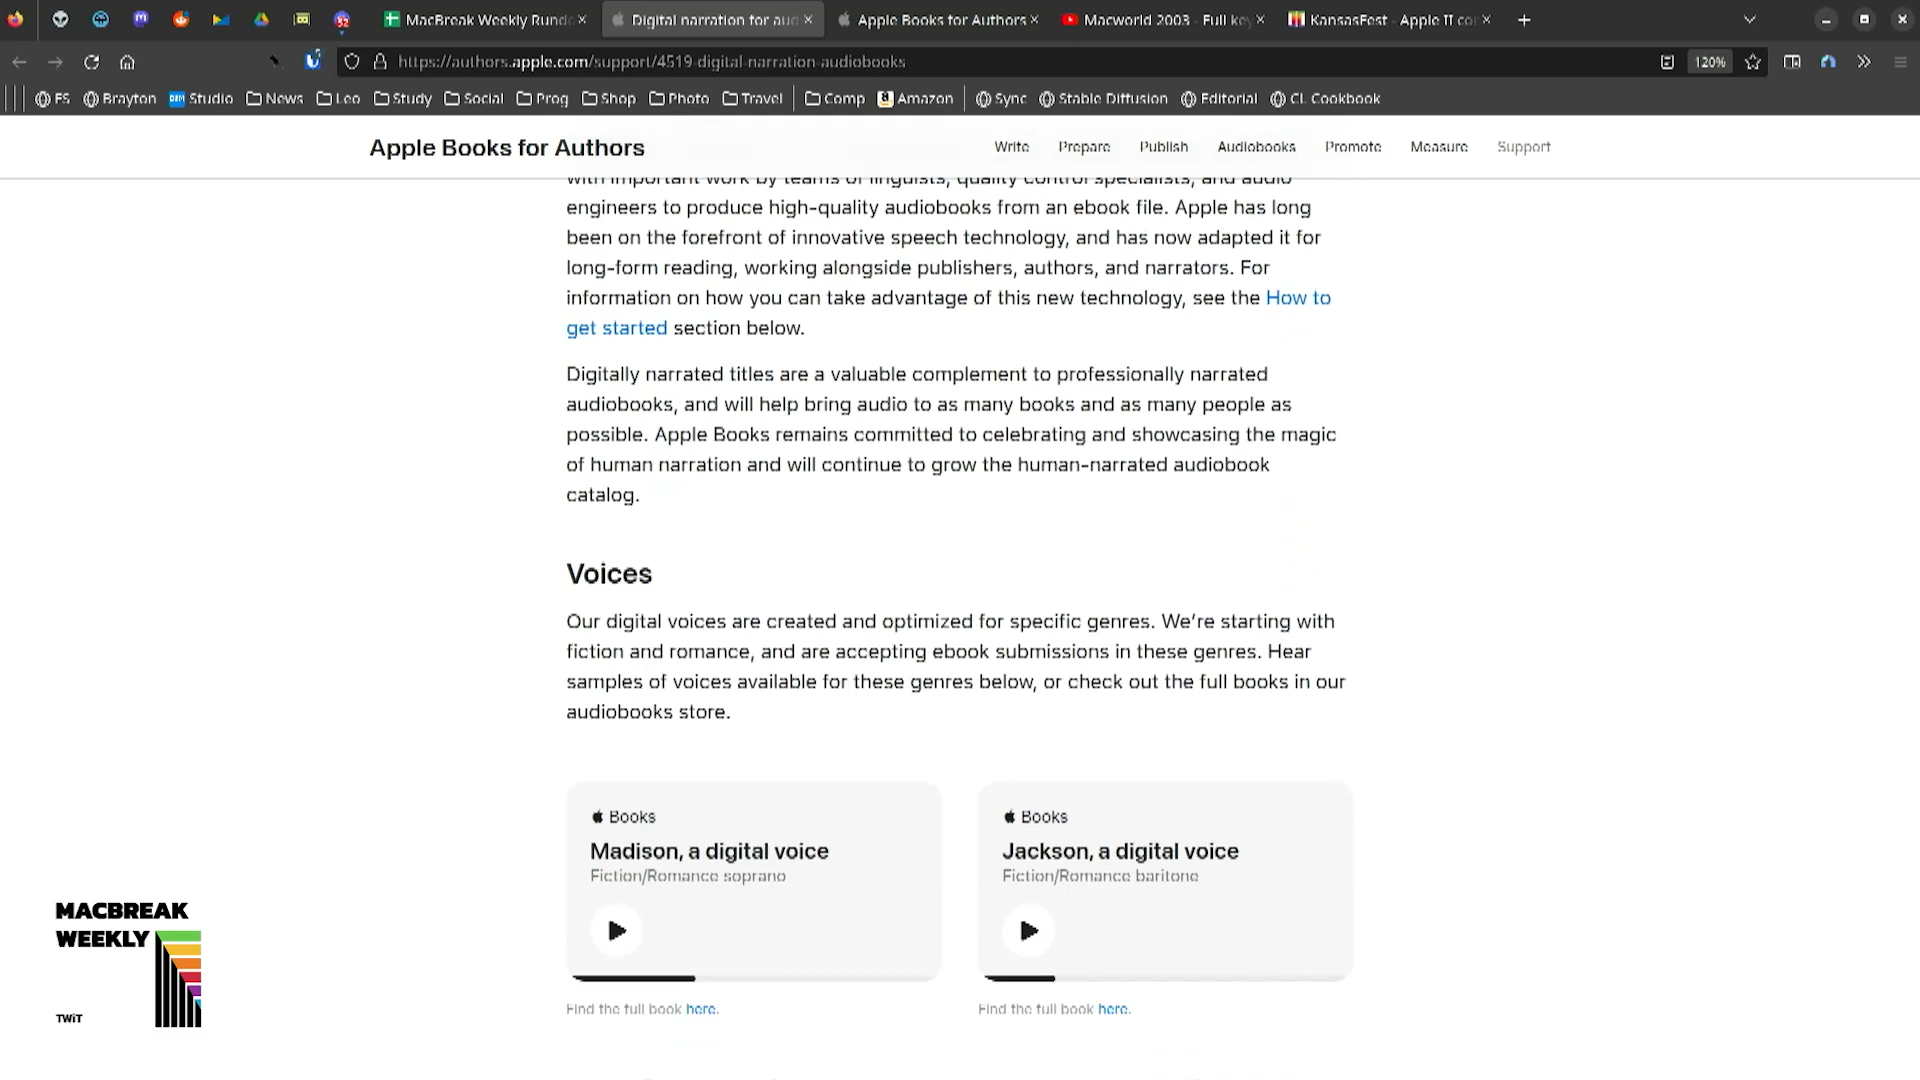 MacBreak Weekly Rund
Digital narration for aud
Apple Books for Authors
Macworld 2003 - Full key
KansasFest - Apple II co
https://authors.apple.com/support/4519-digital-narration-audiobooks
120%
FS
Brayton
Studio
News
Leo
Study
Social
Prog
Shop
Photo
Travel
Comp
Amazon
Sync
Stable Diffusion
Editorial
CL Cookbook
Apple Books for Authors
Write
Prepare
Publish
Audiobooks
Promote
Measure
Support
with important work by teams of linguists, quality control specialists, and audio
engineers to produce high-quality audiobooks from an ebook file. Apple has long
been on the forefront of innovative speech technology, and has now adapted it for
long-form reading, working alongside publishers, authors, and narrators. For
information on how you can take advantage of this new technology, see the How to
get started section below.
Digitally narrated titles are a valuable complement to professionally narrated
audiobooks, and will help bring audio to as many books and as many people as
possible. Apple Books remains committed to celebrating and showcasing the magic
of human narration and will continue to grow the human-narrated audiobook
catalog.
Voices
Our digital voices are created and optimized for specific genres. We’re starting with
fiction and romance, and are accepting ebook submissions in these genres. Hear
samples of voices available for these genres below, or check out the full books in our
audiobooks store.
Books
Madison, a digital voice
Fiction/Romance soprano
Find the full book here.
Books
Jackson, a digital voice
Fiction/Romance baritone
Find the full book here.
MACBREAK
WEEKLY
TWiT